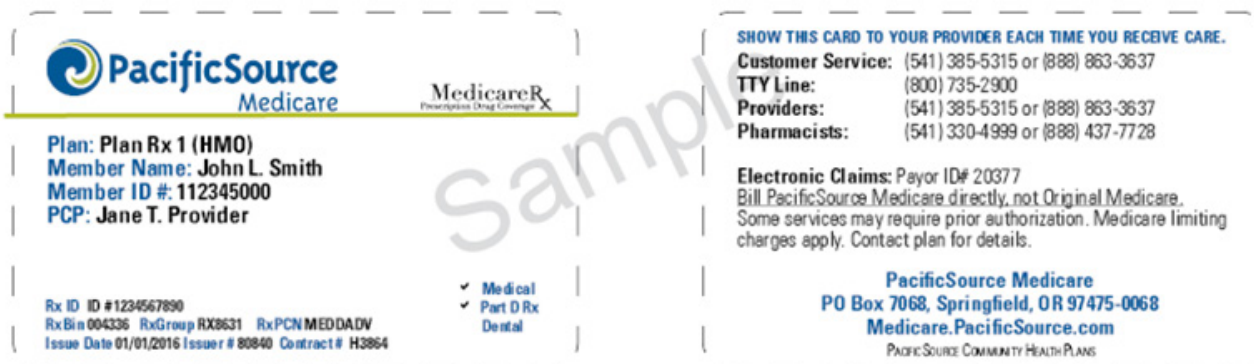 PacificSource
Medicare
MedicareRx
Prescription Drug Coverage
Plan: Plan Rx 1 (HMO)
Member Name: John L. Smith
Member ID #: 112345000
PCP: Jane T. Provider
Rx ID ID #1234567890
RxBin 004336 RxGroup RX8631 RxPCN MEDDADV
Issue Date 01/01/2016 Issuer # 80840 Contract # H3864
✓ Medical
✓ Part D Rx
Dental
Sample
SHOW THIS CARD TO YOUR PROVIDER EACH TIME YOU RECEIVE CARE.
Customer Service: (541) 385-5315 or (888) 863-3637
TTY Line: (800) 735-2900
Providers: (541) 385-5315 or (888) 863-3637
Pharmacists: (541) 330-4999 or (888) 437-7728
Electronic Claims: Payor ID# 20377
Bill PacificSource Medicare directly, not Original Medicare.
Some services may require prior authorization. Medicare limiting
charges apply. Contact plan for details.
PacificSource Medicare
PO Box 7068, Springfield, OR 97475-0068
Medicare.PacificSource.com
PACIFICSOURCE COMMUNITY HEALTH PLANS